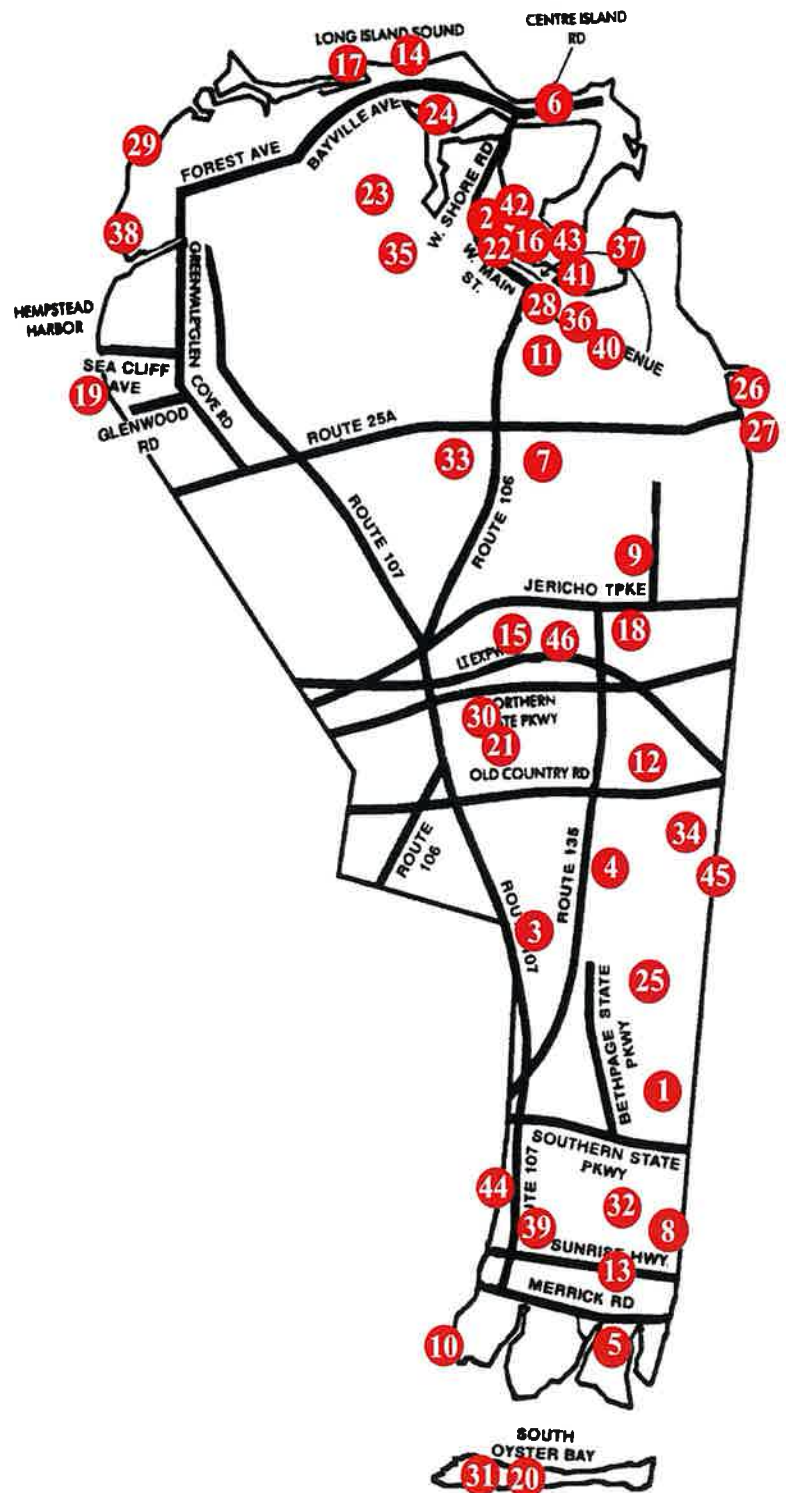 CENTRE ISLAND
RD
LONG ISLAND SOUND
17
14
6
24
BAYVILLE AVE
29
FOREST AVE
W. SHORE RD
23
42
2
38
35
22
16
43
37
W. MAIN
ST.
41
GREENVALE GLEN
COVE RD
HEMPSTEAD
HARBOR
28
36
40
ENUE
11
SEA CLIFF
AVE
19
26
GLENWOOD
RD
27
ROUTE 25A
33
7
ROUTE 107
ROUTE 106
9
JERICHO TPKE
15
46
18
LI EXPW
30
ORTHERN
TE PKWY
21
OLD COUNTRY RD
12
34
ROUTE
106
ROUTE 135
4
45
ROU
107
3
25
BETHPAGE STATE
PKWY
1
SOUTHERN STATE
PKWY
44
UTE 107
32
39
8
SUNRISE HWY
13
MERRICK RD
10
5
SOUTH
OYSTER BAY
31
20